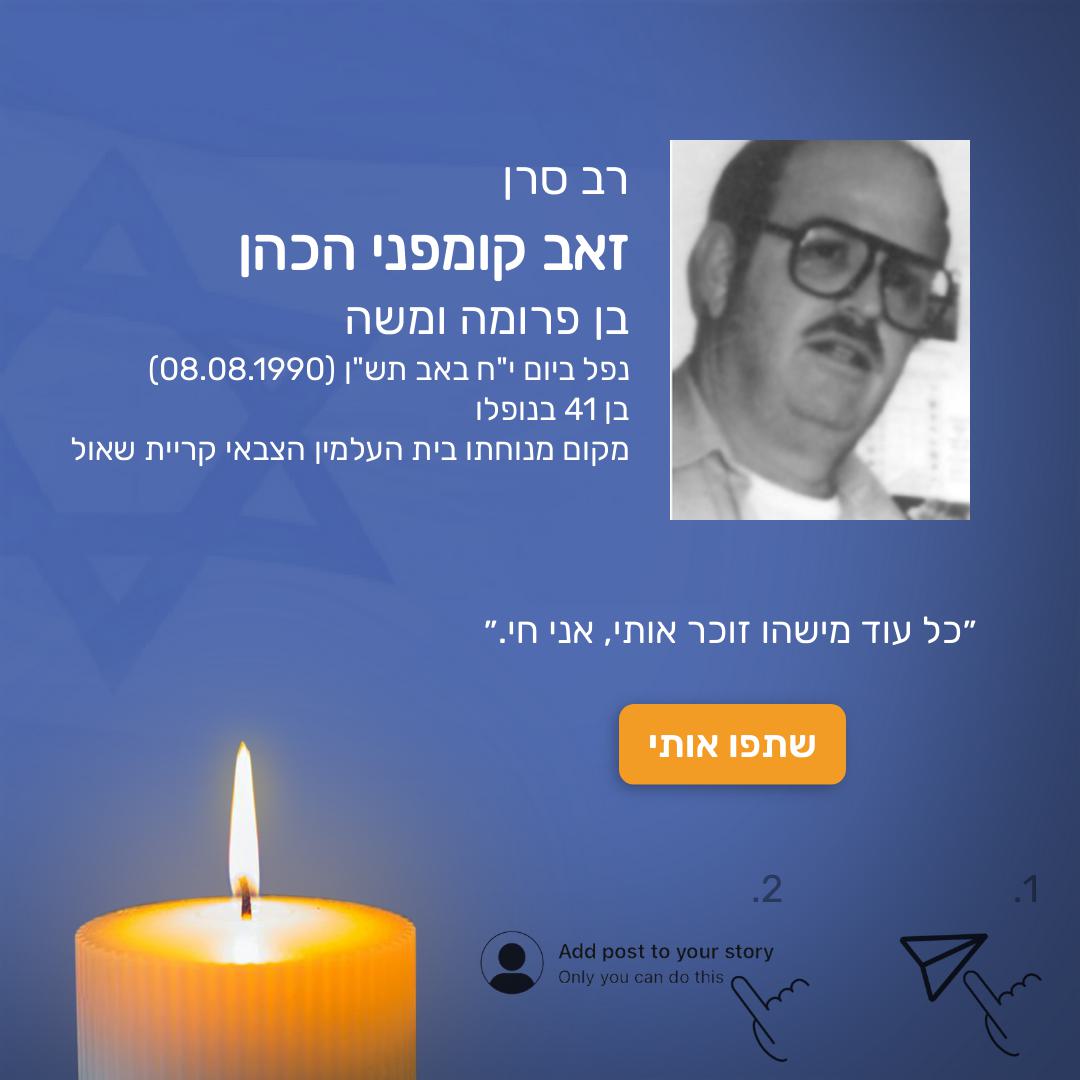 רב סרן
זאב קומפני הכהן
בן פרומה ומשה
נפל ביום י"ח באב תש"ן (08.08.1990)
בן 41 בנופלו
מקום מנוחתו בית העלמין הצבאי קריית שאול
"כל עוד מישהו זוכר אותי, אני חי."
שתפו אותי
.1
.2
Add post to your story
Only you can do this